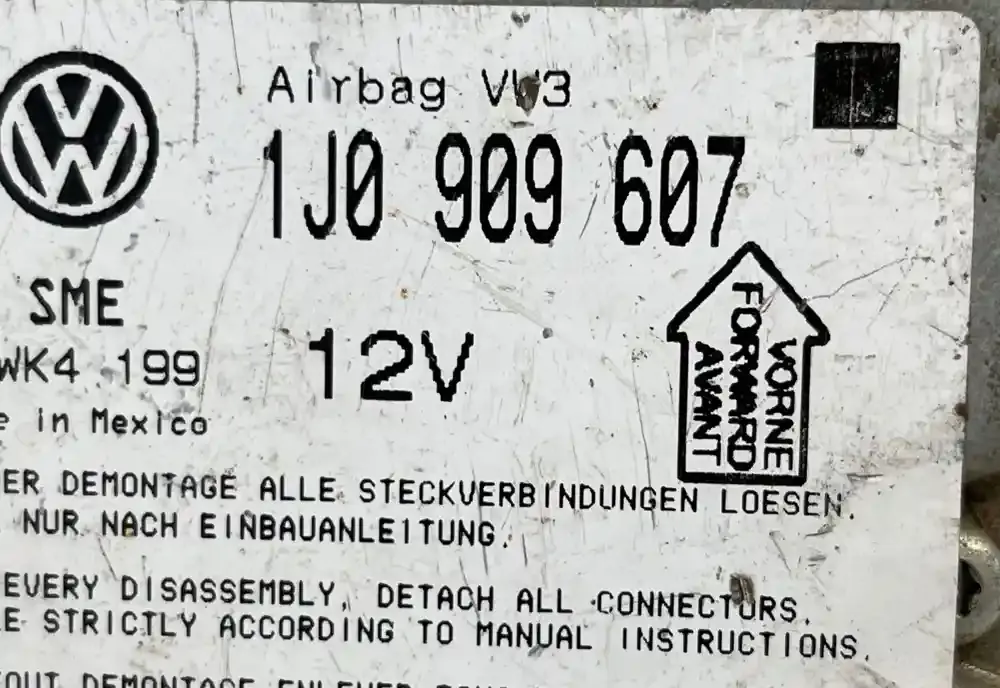 Airbag VW3
1J0 909 607
SME
WK4 199
12V
VORNE
FORWARD
AVANT
in Mexico
DEMONTAGE ALLE STECKVERBINDUNGEN LOESEN.
NUR NACH EINBAUANLEITUNG.
EVERY DISASSEMBLY, DETACH ALL CONNECTORS.
STRICTLY ACCORDING TO MANUAL INSTRUCTIONS.